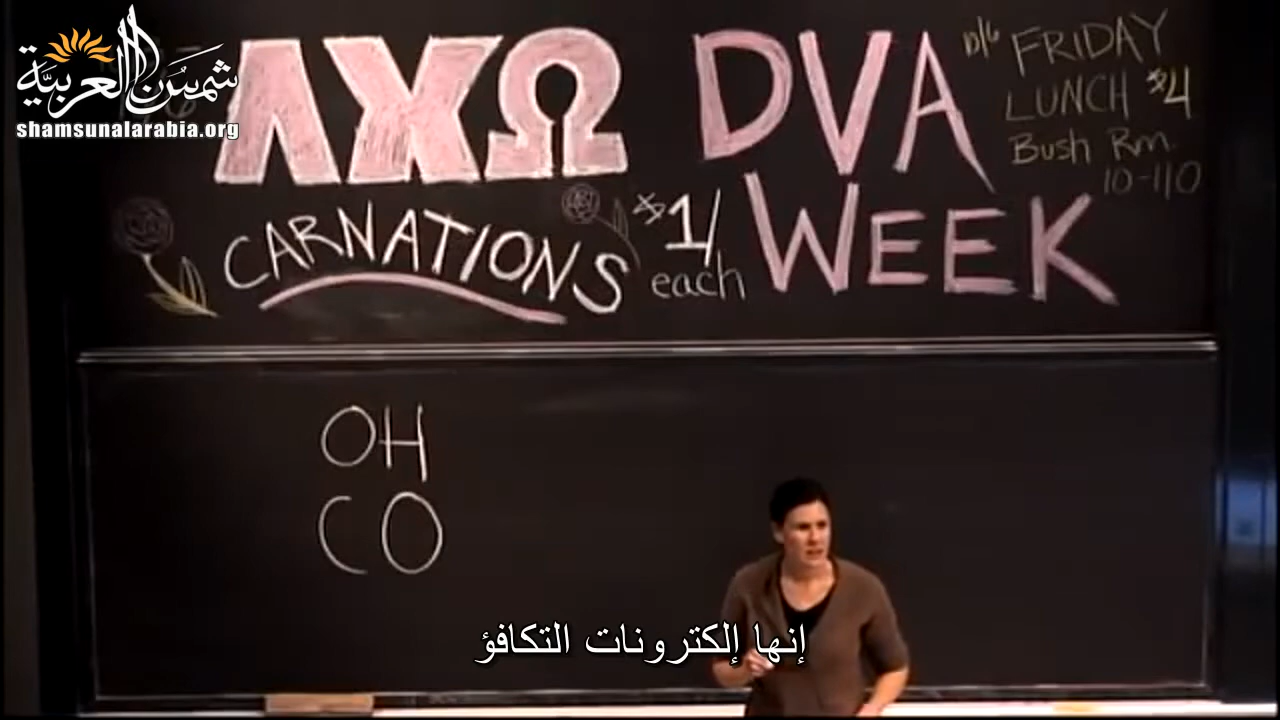 شمس العربية
shamsunalarabia.org
ΑΧΩ DVA
10/6 FRIDAY
LUNCH $4
Bush Rm.
10-110
CARNATIONS $1/
each
WEEK
OH
CO
إنها إلكترونات التكافؤ